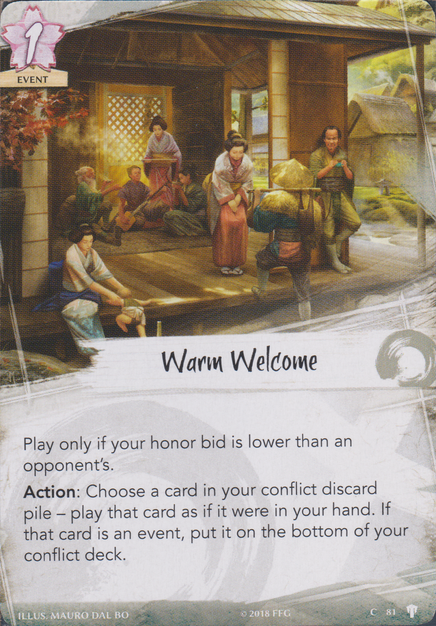 1
EVENT
Warm Welcome
Play only if your honor bid is lower than an
opponent's.
Action: Choose a card in your conflict discard
pile – play that card as if it were in your hand. If
that card is an event, put it on the bottom of your
conflict deck.
ILLUS. MAURO DAL BO © 2018 FFG C 81